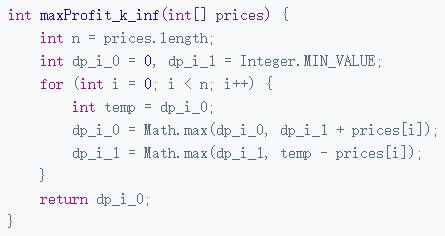 int maxProfit_k_inf(int[] prices) {
    int n = prices.length;
    int dp_i_0 = 0, dp_i_1 = Integer.MIN_VALUE;
    for (int i = 0; i < n; i++) {
        int temp = dp_i_0;
        dp_i_0 = Math.max(dp_i_0, dp_i_1 + prices[i]);
        dp_i_1 = Math.max(dp_i_1, temp - prices[i]);
    }
    return dp_i_0;
}